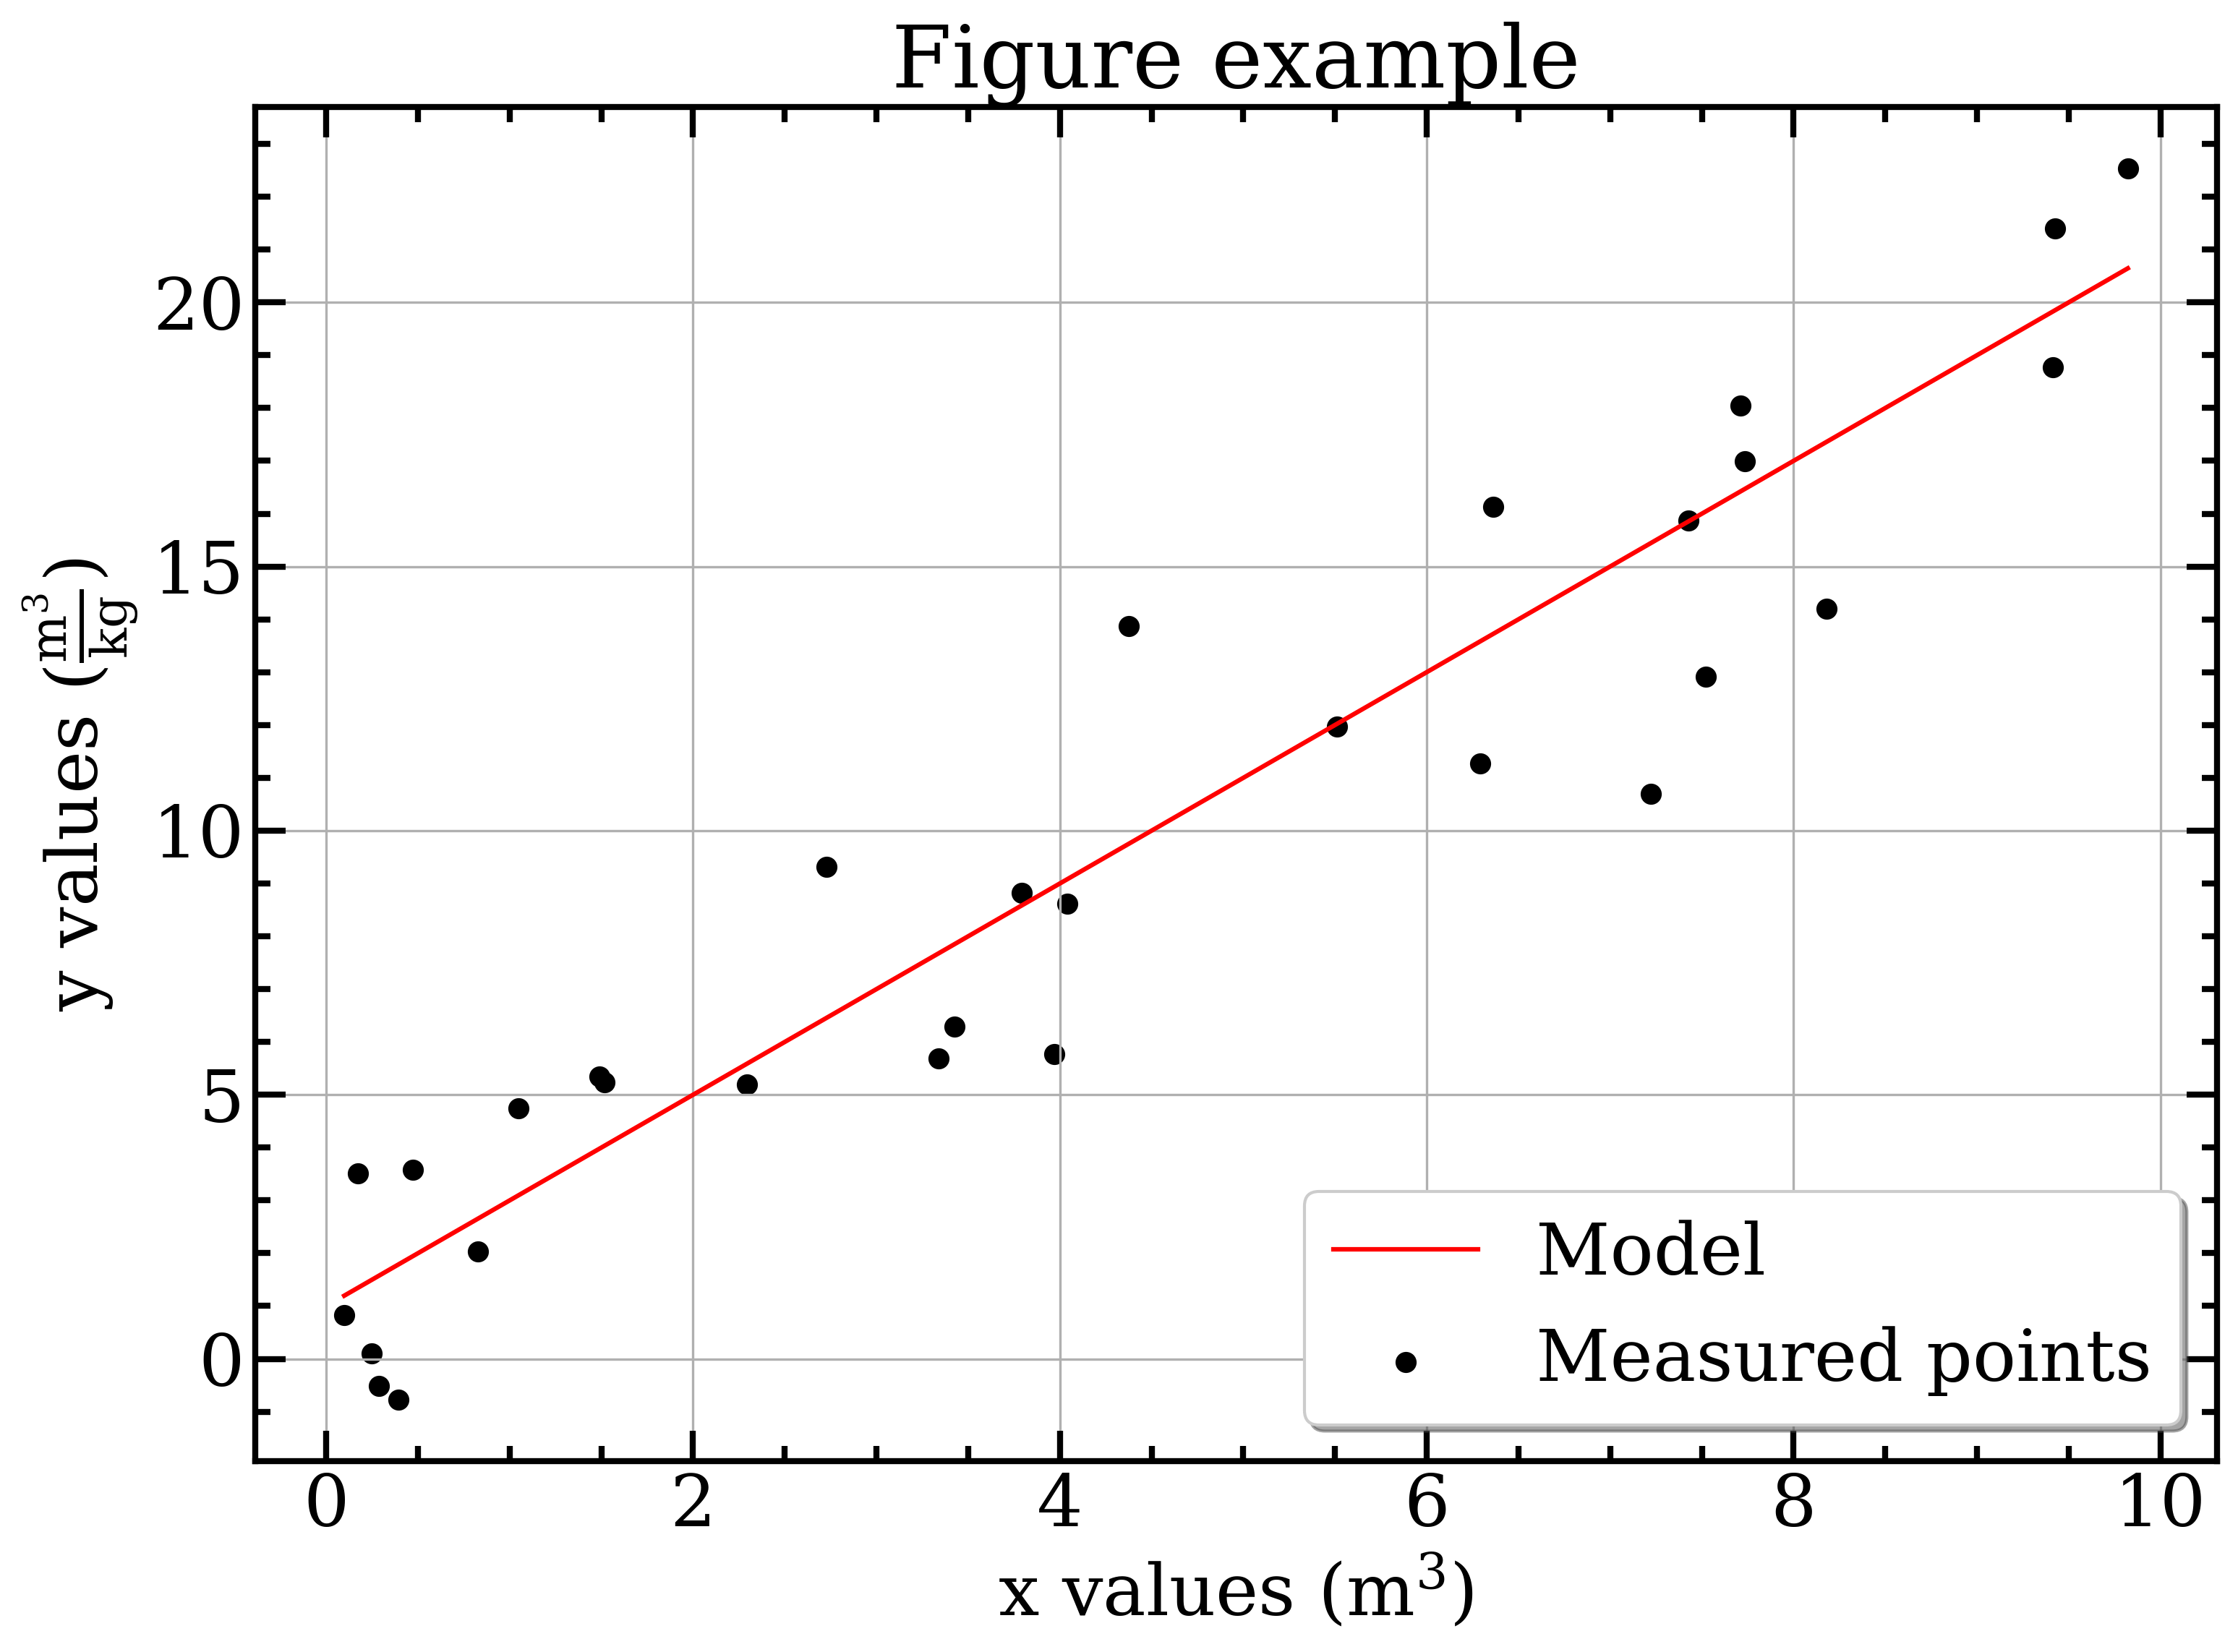 Figure example
20
15
10
5
0
y values (m³/kg)
Model
Measured points
0 2 4 6 8 10
x values (m³)